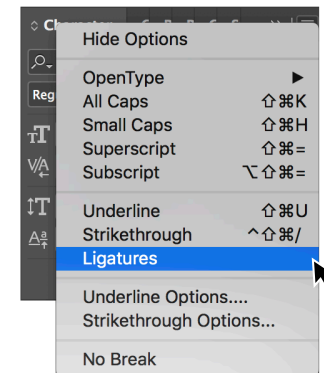 Hide Options
Reg
OpenType ▶
All Caps ⇧⌘K
Small Caps ⇧⌘H
Superscript ⇧⌘=
Subscript ⌥⇧⌘=
Underline ⇧⌘U
Strikethrough ^⇧⌘/
Ligatures
Underline Options....
Strikethrough Options...
No Break